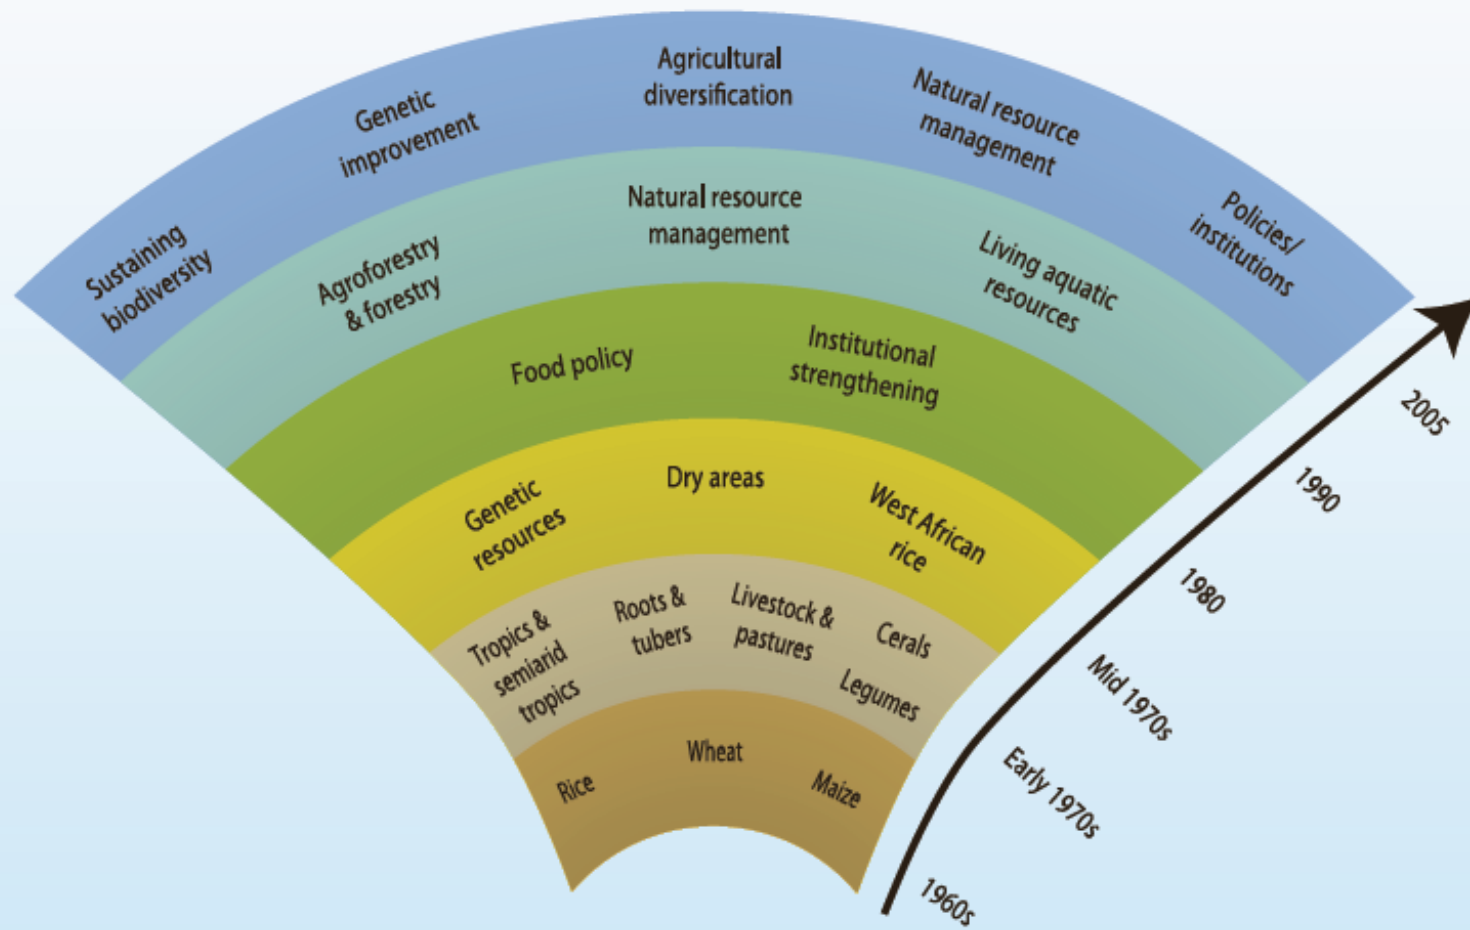 Agricultural
diversification
Genetic
improvement
Natural resource
management
Sustaining
biodiversity
Policies/
institutions
Natural resource
management
Agroforestry
& forestry
Living aquatic
resources
Food policy
Institutional
strengthening
Genetic
resources
Dry areas
West African
rice
Tropics &
semiarid
tropics
Roots &
tubers
Livestock &
pastures
Cerals
Legumes
Rice
Wheat
Maize
2005
1990
1980
Mid 1970s
Early 1970s
1960s